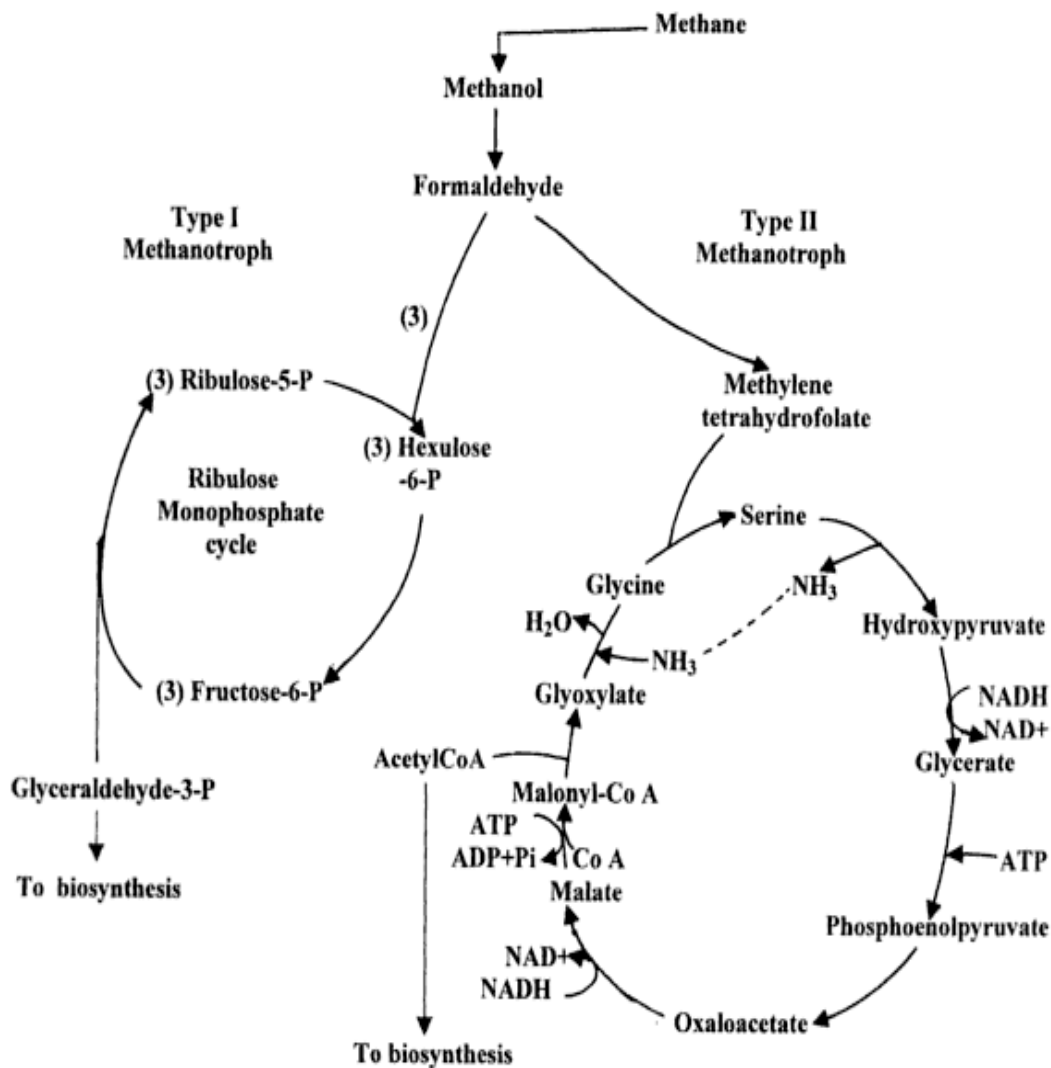 Methane
Methanol
Formaldehyde
Type I
Methanotroph
Type II
Methanotroph
(3)
(3) Ribulose-5-P
Methylene
tetrahydrofolate
(3) Hexulose
-6-P
Ribulose
Monophosphate
cycle
Serine
Glycine
NH3
H2O
Hydroxypyruvate
NH3
(3) Fructose-6-P
Glyoxylate
NADH
NAD+
AcetylCoA
Glycerate
Glyceraldehyde-3-P
Malonyl-Co A
ATP
ADP+Pi
Co A
ATP
To biosynthesis
Malate
Phosphoenolpyruvate
NAD+
NADH
Oxaloacetate
To biosynthesis